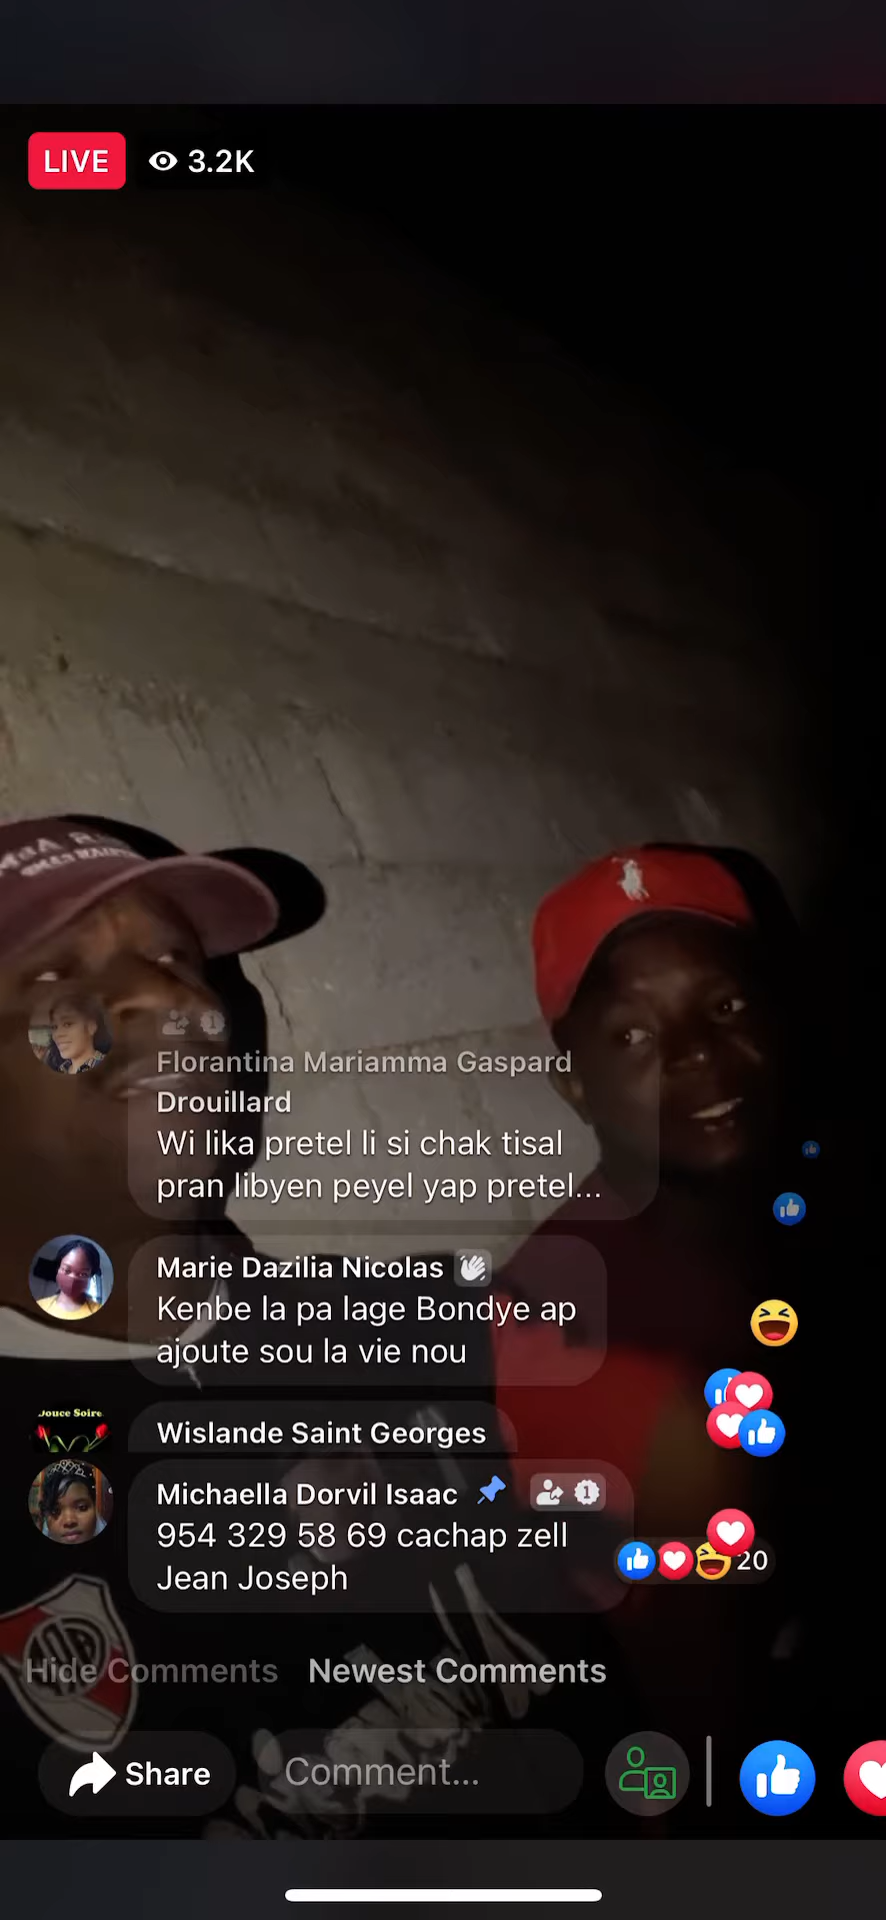 LIVE 3.2K
Florantina Mariamma Gaspard
Drouillard
Wi lika pretel li si chak tisal
pran libyen peyel yap pretel...
Marie Dazilia Nicolas
Kenbe la pa lage Bondye ap
ajoute sou la vie nou
Jouce Soire
Wislande Saint Georges
Michaella Dorvil Isaac
954 329 58 69 cachap zell
Jean Joseph
20
Hide Comments Newest Comments
Share Comment...